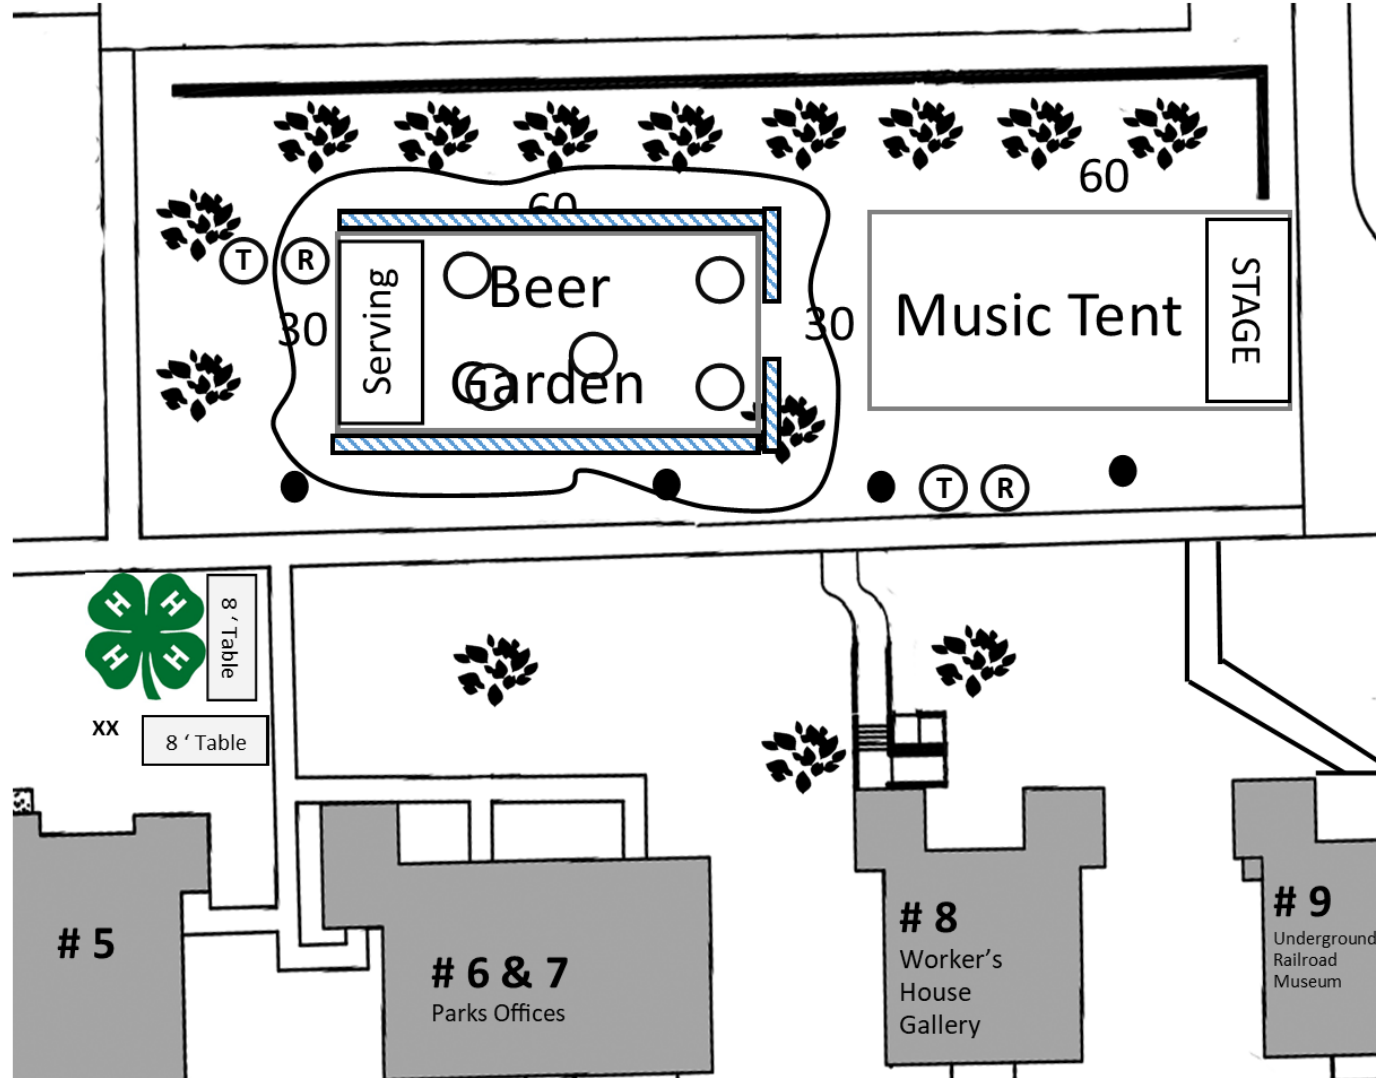 60
60
T
R
Serving
Beer
Garden
30
30
Music Tent
STAGE
T
R
H
H
H
H
8 ‘ Table
XX
8 ‘ Table
# 5
# 6 & 7
Parks Offices
# 8
Worker’s
House
Gallery
# 9
Underground
Railroad
Museum